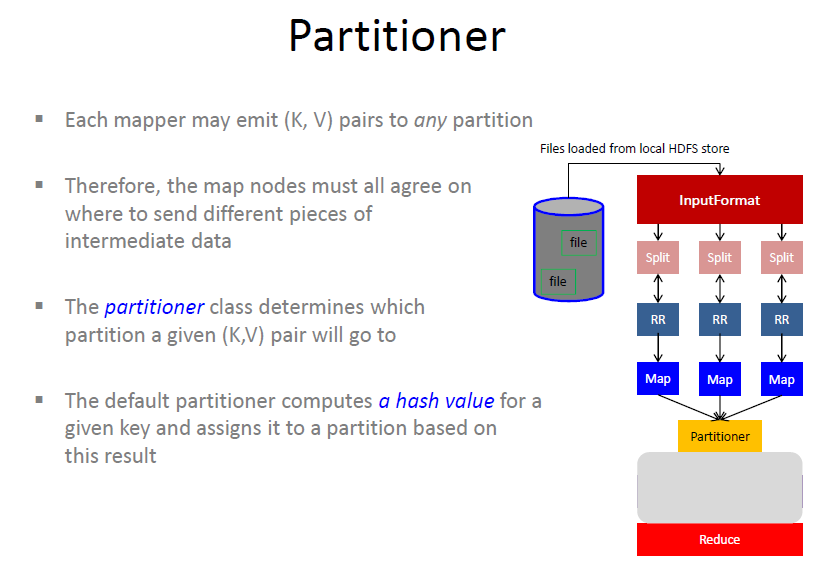 Partitioner
▪ Each mapper may emit (K, V) pairs to any partition
▪ Therefore, the map nodes must all agree on
where to send different pieces of
intermediate data
▪ The partitioner class determines which
partition a given (K,V) pair will go to
▪ The default partitioner computes a hash value for a
given key and assigns it to a partition based on
this result
Files loaded from local HDFS store
InputFormat
file
file
Split Split Split
RR RR RR
Map Map Map
Partitioner
Reduce